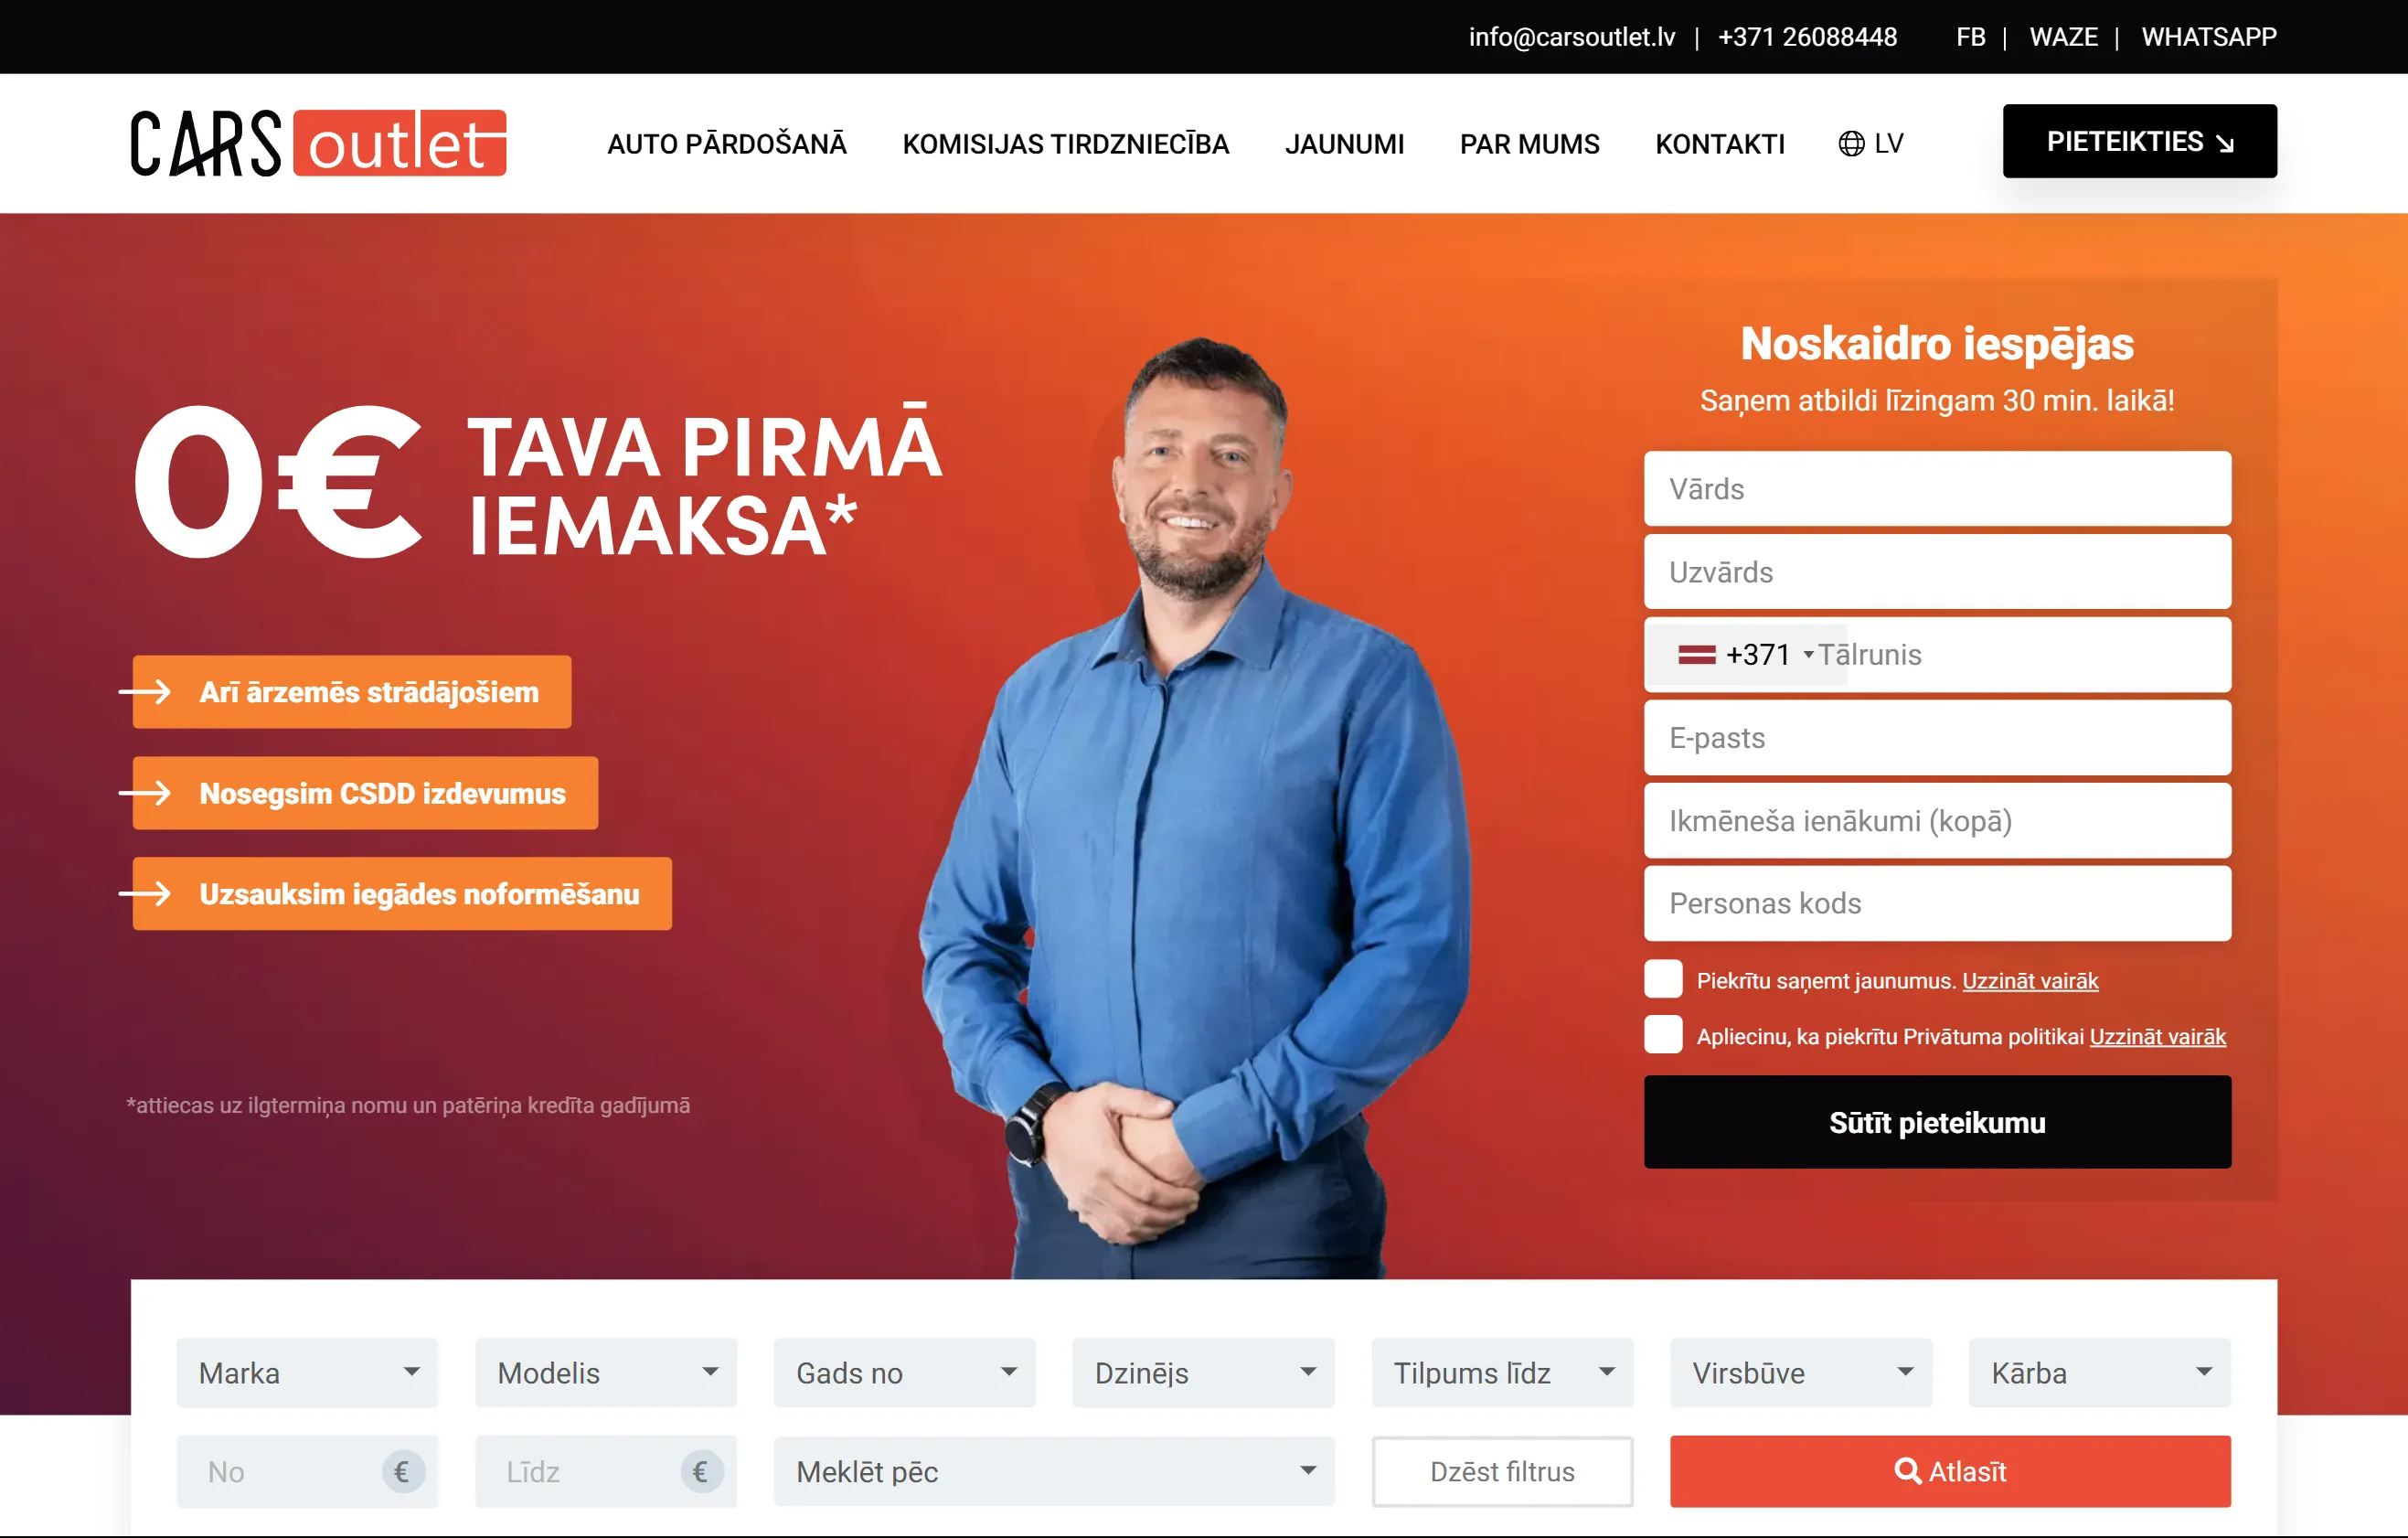 info@carsoutlet.lv | +371 26088448 FB | WAZE | WHATSAPP
CARS outlet
AUTO PĀRDOŠANĀ KOMISIJAS TIRDZNIECĪBA JAUNUMI PAR MUMS KONTAKTI LV PIETEIKTIES
0€ TAVA PIRMĀ
IEMAKSA*
Arī ārzemēs strādājošiem
Nosegsim CSDD izdevumus
Uzsauksim iegādes noformēšanu
*attiecas uz ilgtermiņa nomu un patēriņa kredīta gadījumā
Noskaidro iespējas
Saņem atbildi līzingam 30 min. laikā!
Vārds
Uzvārds
+371 Tālrunis
E-pasts
Ikmēneša ienākumi (kopā)
Personas kods
Piekrītu saņemt jaunumus. Uzzināt vairāk
Apliecinu, ka piekrītu Privātuma politikai Uzzināt vairāk
Sūtīt pieteikumu
Marka Modelis Gads no Dzinējs Tilpums līdz Virsbūve Kārba
No € Līdz € Meklēt pēc Dzēst filtrus Atlasīt